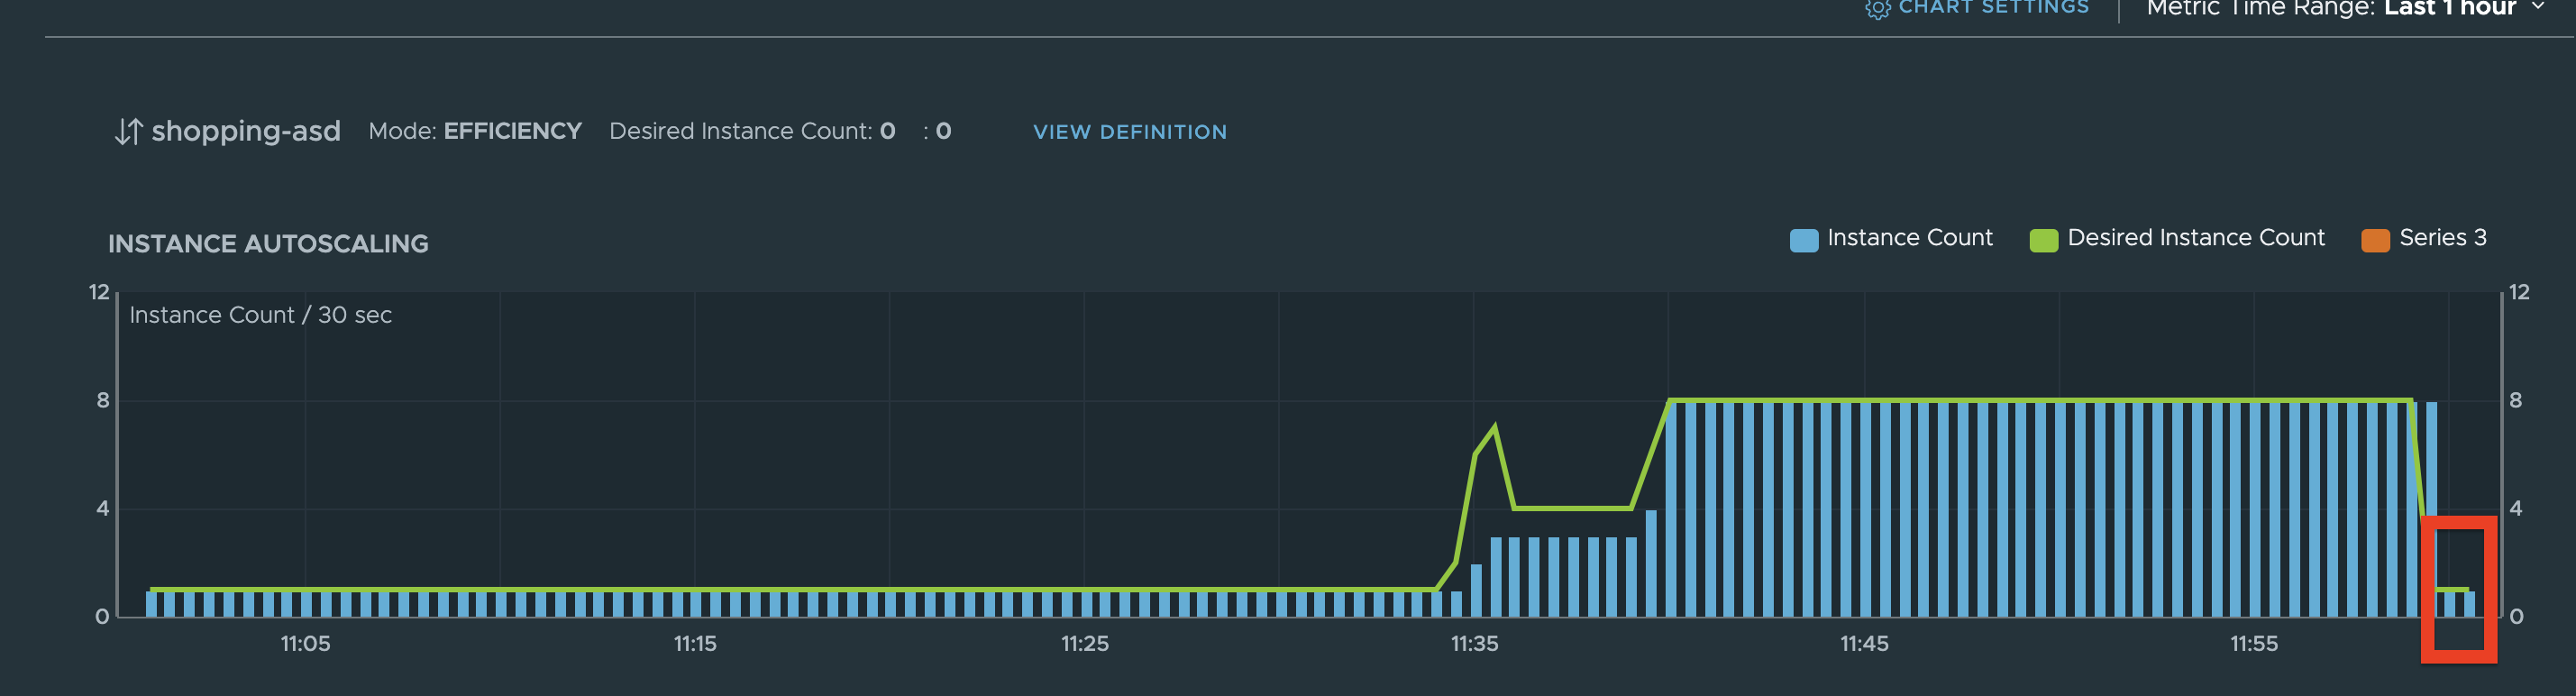 CHART SETTINGS Metric Time Range: Last 1 hour
shopping-asd Mode: EFFICIENCY Desired Instance Count: 0 : 0 VIEW DEFINITION
INSTANCE AUTOSCALING
Instance Count Desired Instance Count Series 3
12 12
Instance Count / 30 sec
8 8
4 4
0 0
11:05 11:15 11:25 11:35 11:45 11:55